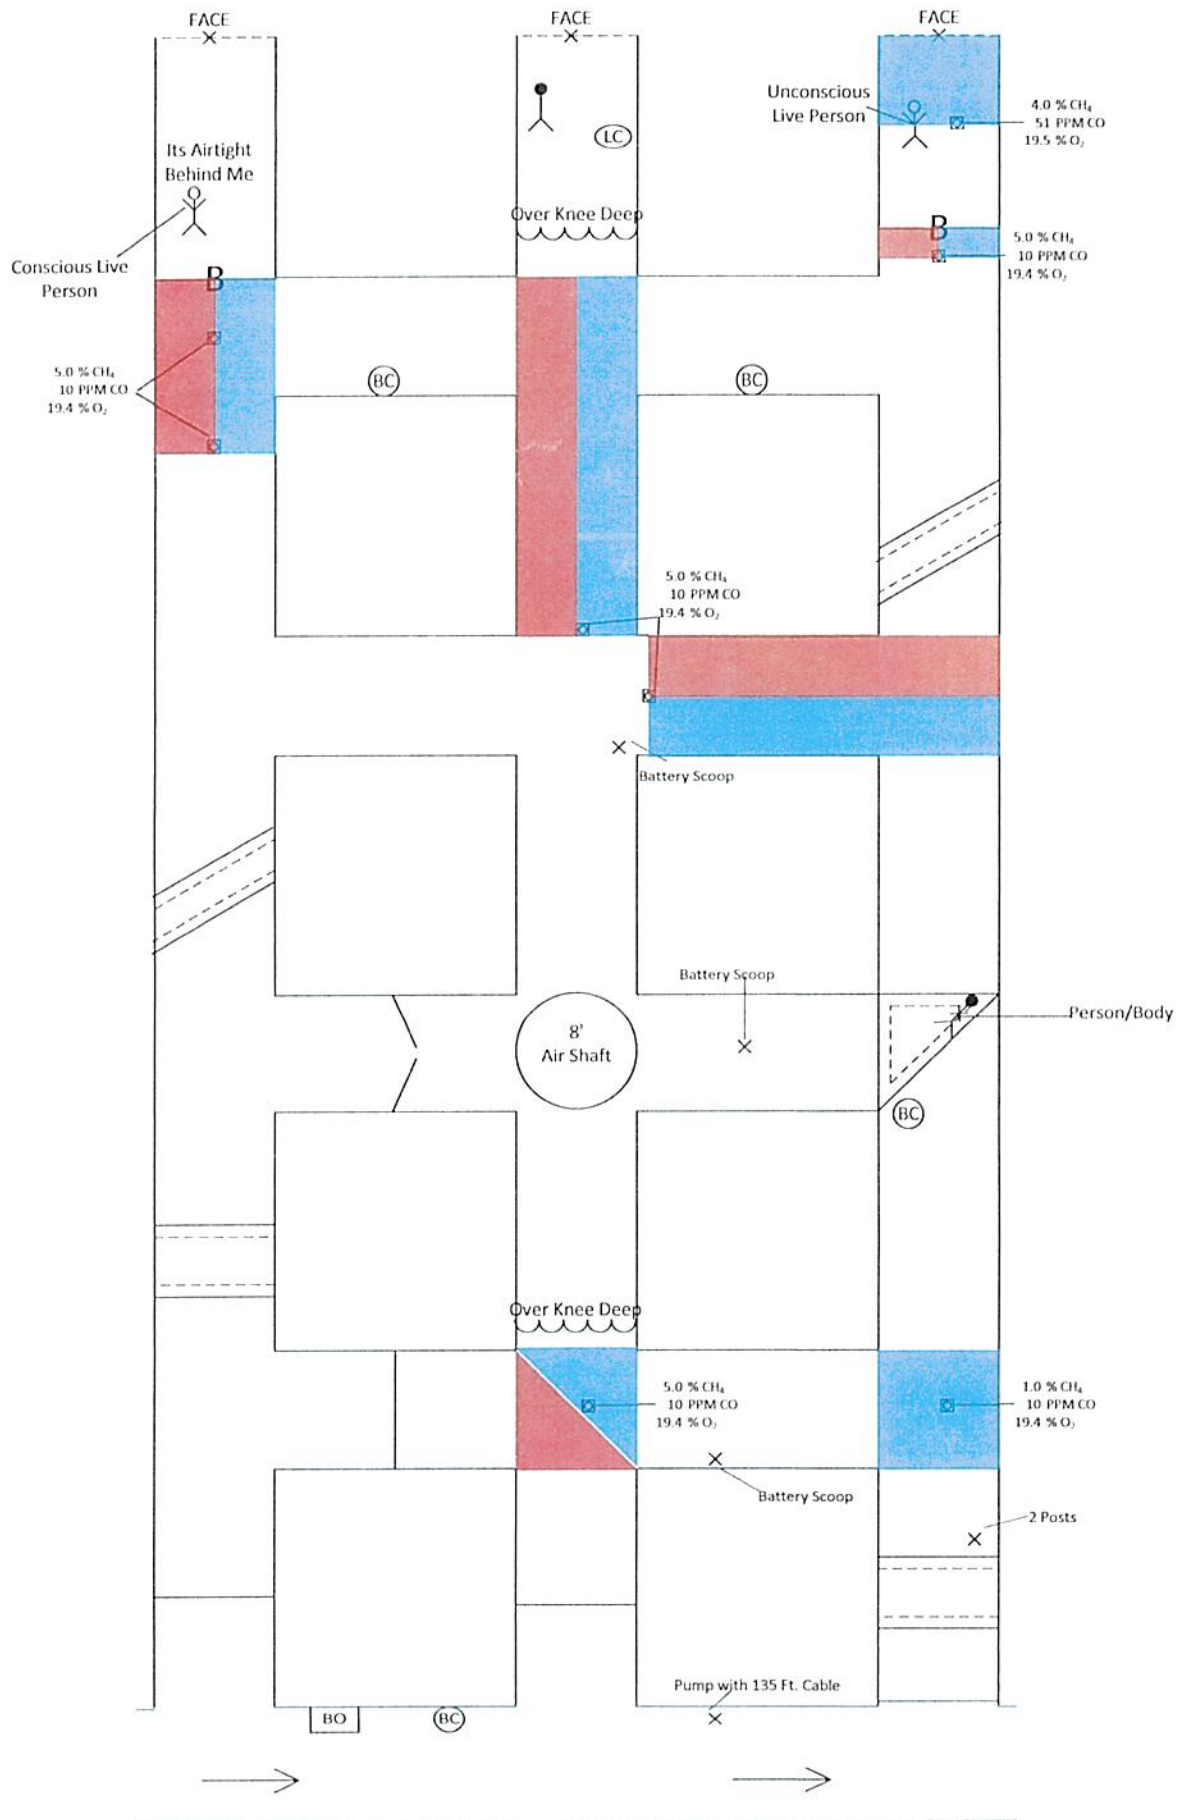 FACE
FACE
FACE
Unconscious
Live Person
4.0 % CH₄
51 PPM CO
19.5 % O₂
LC
Its Airtight
Behind Me
Over Knee Deep
B
5.0 % CH₄
10 PPM CO
19.4 % O₂
Conscious Live
Person
B
5.0 % CH₄
10 PPM CO
19.4 % O₂
BC
BC
5.0 % CH₄
10 PPM CO
19.4 % O₂
Battery Scoop
Battery Scoop
8'
Air Shaft
Person/Body
BC
Over Knee Deep
5.0 % CH₄
10 PPM CO
19.4 % O₂
1.0 % CH₄
10 PPM CO
19.4 % O₂
Battery Scoop
2 Posts
Pump with 135 Ft. Cable
BO
BC